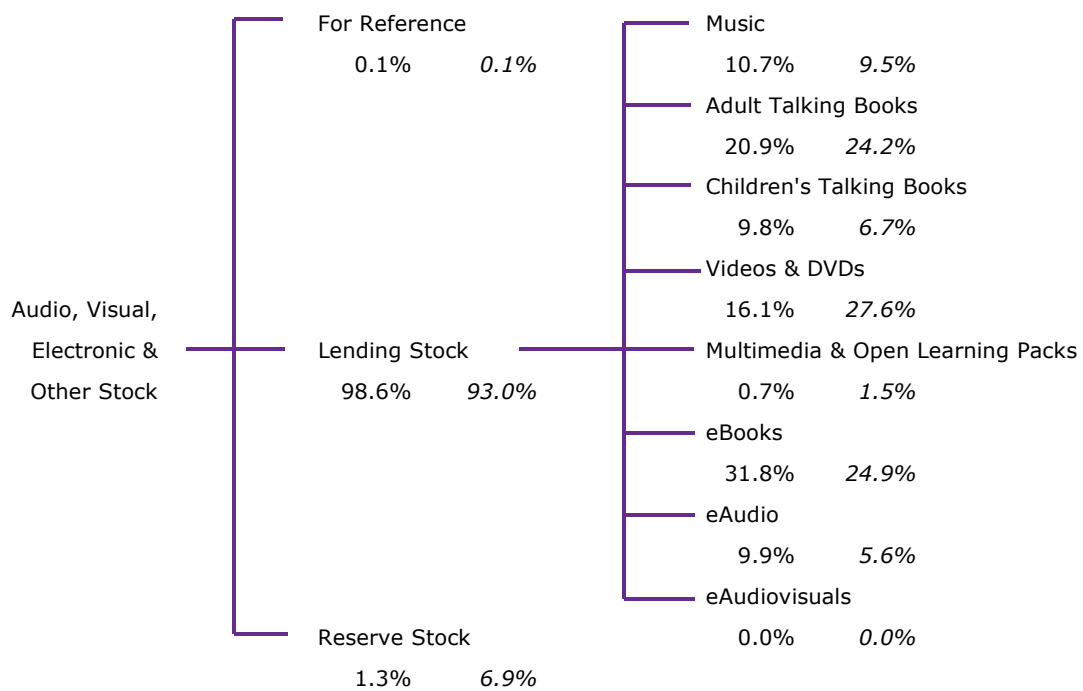 For Reference
0.1% 0.1%
Audio, Visual,
Electronic &
Other Stock
Lending Stock
98.6% 93.0%
Reserve Stock
1.3% 6.9%
Music
10.7% 9.5%
Adult Talking Books
20.9% 24.2%
Children's Talking Books
9.8% 6.7%
Videos & DVDs
16.1% 27.6%
Multimedia & Open Learning Packs
0.7% 1.5%
eBooks
31.8% 24.9%
eAudio
9.9% 5.6%
eAudiovisuals
0.0% 0.0%